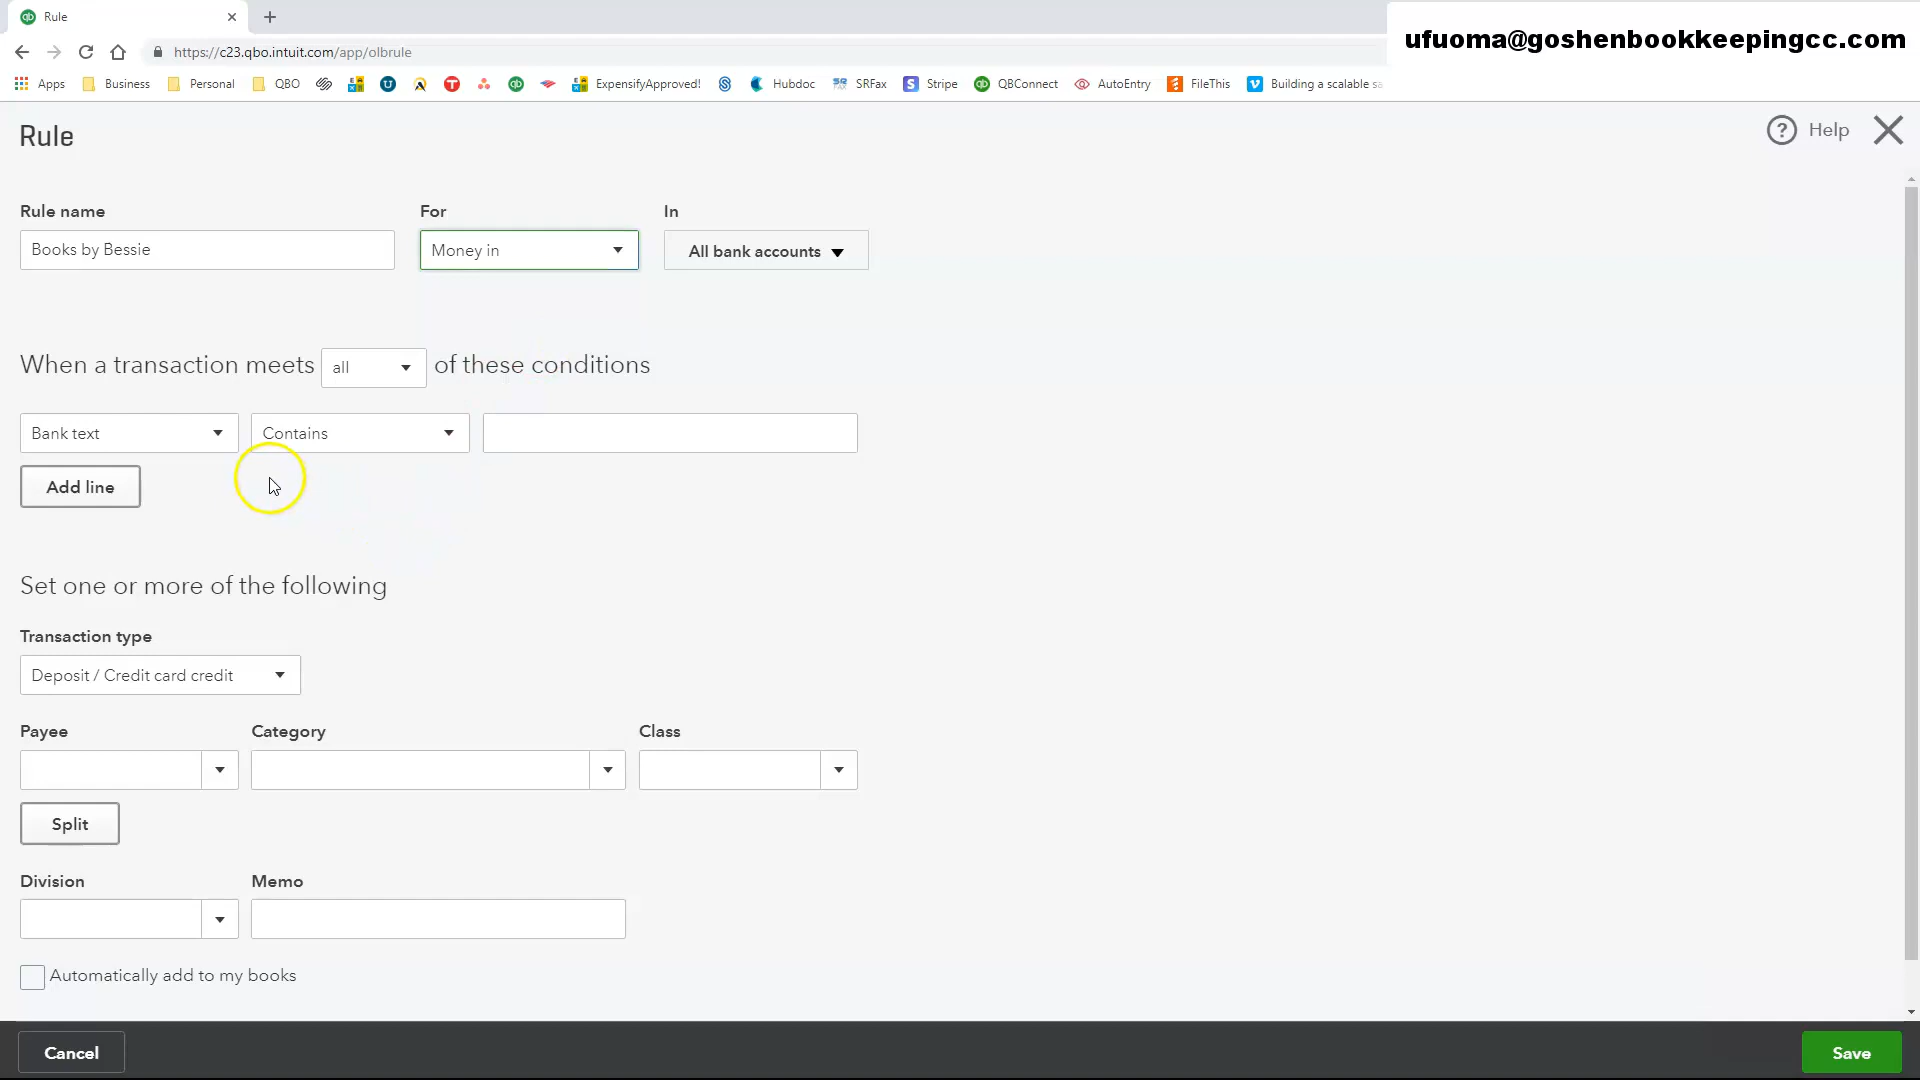 Rule
https://c23.qbo.intuit.com/app/olbrule
ufuoma@goshenbookkeepingcc.com
Apps Business Personal QBO ExpensifyApproved! Hubdoc SRFax Stripe QBConnect AutoEntry FileThis Building a scalable sa
Rule
? Help
Rule name For In
Books by Bessie Money in All bank accounts
When a transaction meets all of these conditions
Bank text Contains
Add line
Set one or more of the following
Transaction type
Deposit / Credit card credit
Payee Category Class
Split
Division Memo
Automatically add to my books
Cancel Save